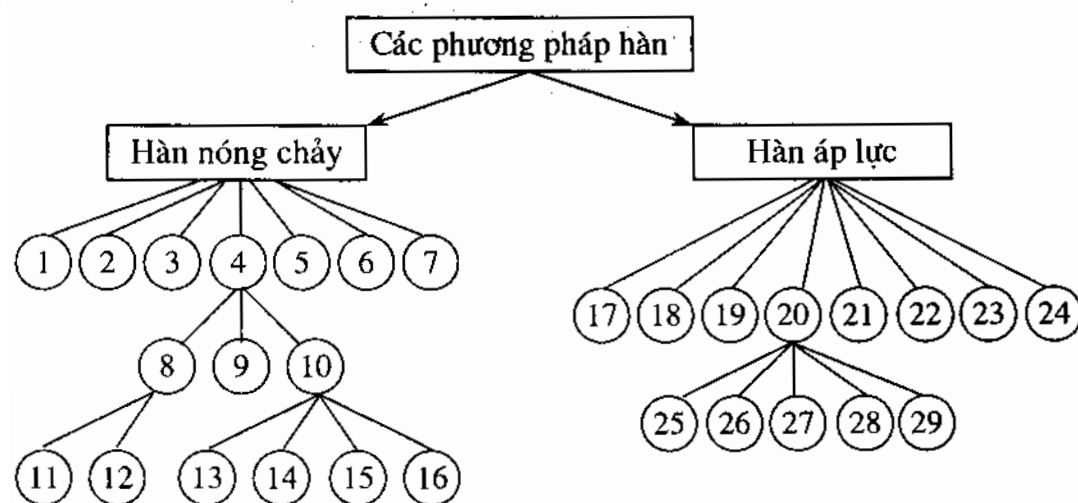 Các phương pháp hàn
Hàn nóng chảy
Hàn áp lực
1 2 3 4 5 6 7
17 18 19 20 21 22 23 24
8 9 10
25 26 27 28 29
11 12 13 14 15 16